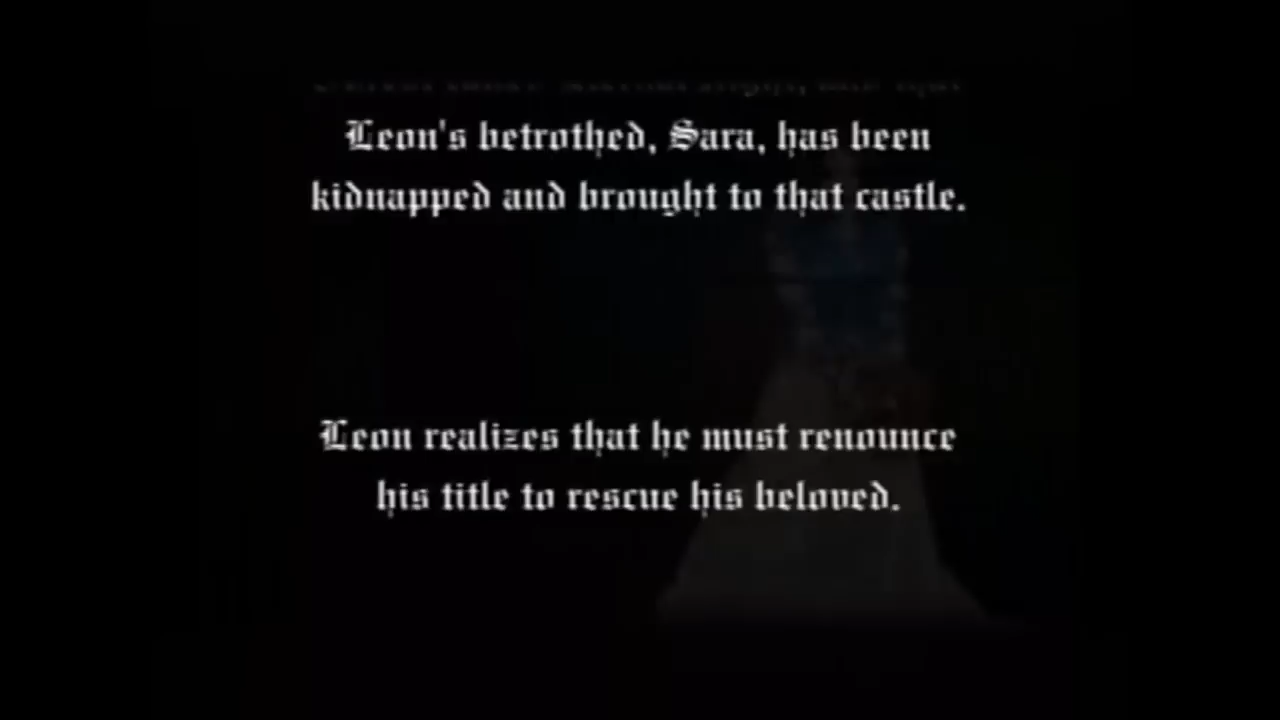 Leon's betrothed, Sara, has been
kidnapped and brought to that castle.
Leon realizes that he must renounce
his title to rescue his beloved.